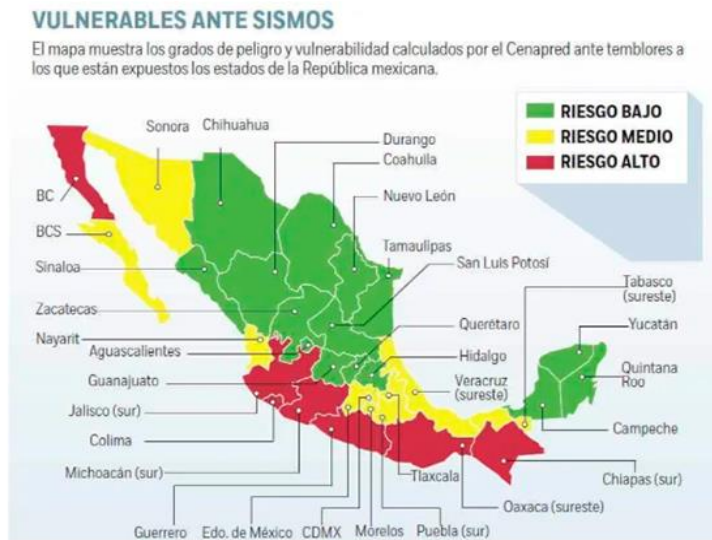 VULNERABLES ANTE SISMOS
El mapa muestra los grados de peligro y vulnerabilidad calculados por el Cenapred ante temblores a
los que están expuestos los estados de la República mexicana.
RIESGO BAJO
RIESGO MEDIO
RIESGO ALTO
Sonora
Chihuahua
Durango
Coahuila
Nuevo León
Tamaulipas
San Luis Potosí
Tabasco
(sureste)
Yucatán
Quintana
Roo
Campeche
Chiapas (sur)
BC
BCS
Sinaloa
Zacatecas
Nayarit
Aguascalientes
Guanajuato
Jalisco (sur)
Colima
Michoacán (sur)
Querétaro
Hidalgo
Veracruz
(sureste)
Tlaxcala
Oaxaca (sureste)
Guerrero
Edo. de México
CDMX
Morelos
Puebla (sur)